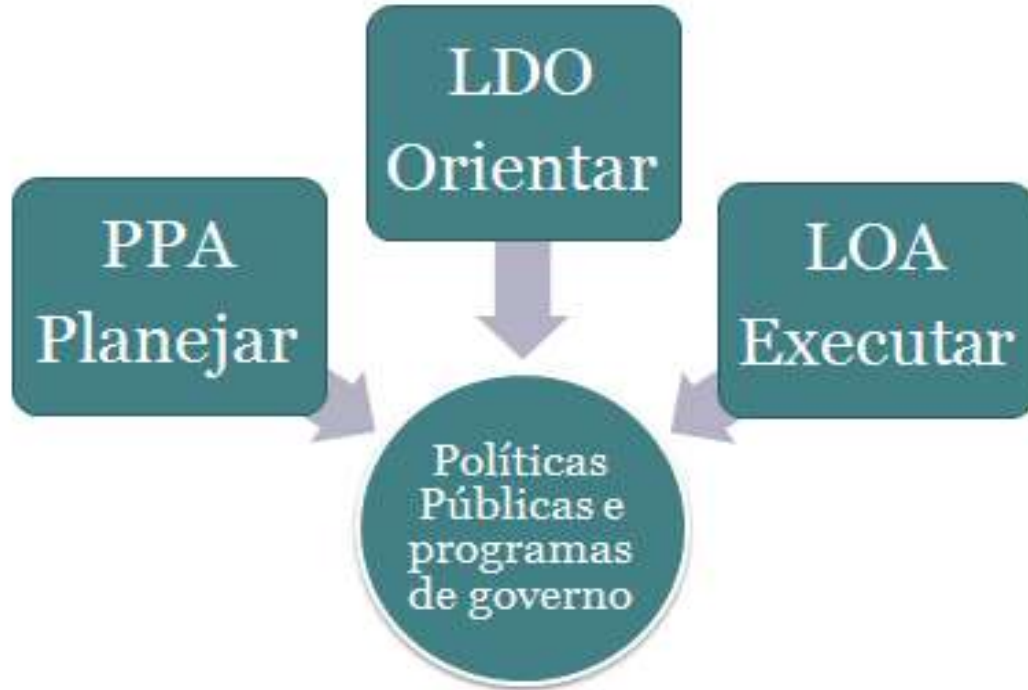 LDO
Orientar
PPA
Planejar
LOA
Executar
Políticas
Públicas e
programas
de governo